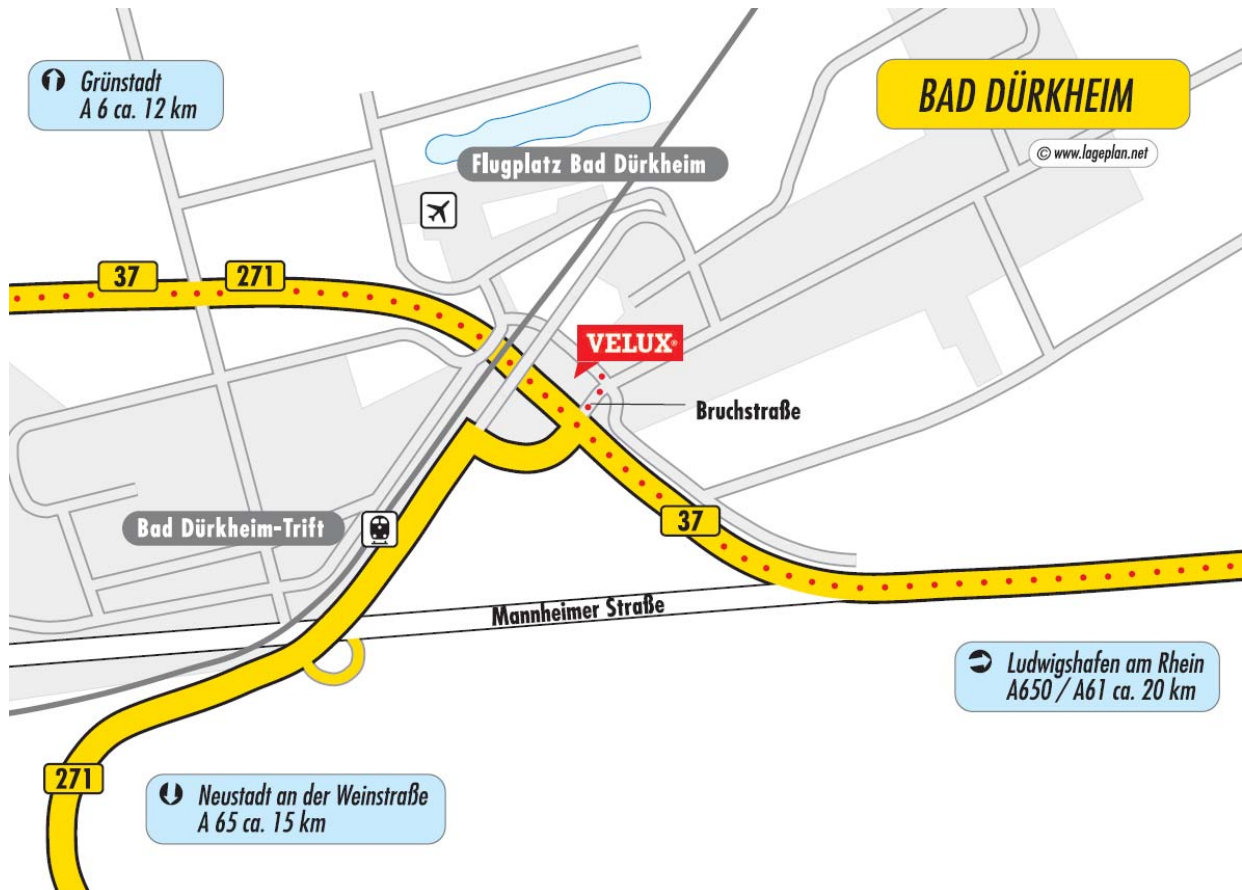 Grünstadt
A 6 ca. 12 km
BAD DÜRKHEIM
© www.lageplan.net
Flugplatz Bad Dürkheim
37
271
VELUX®
Bruchstraße
Bad Dürkheim-Trift
37
Mannheimer Straße
Ludwigshafen am Rhein
A650 / A61 ca. 20 km
271
Neustadt an der Weinstraße
A 65 ca. 15 km